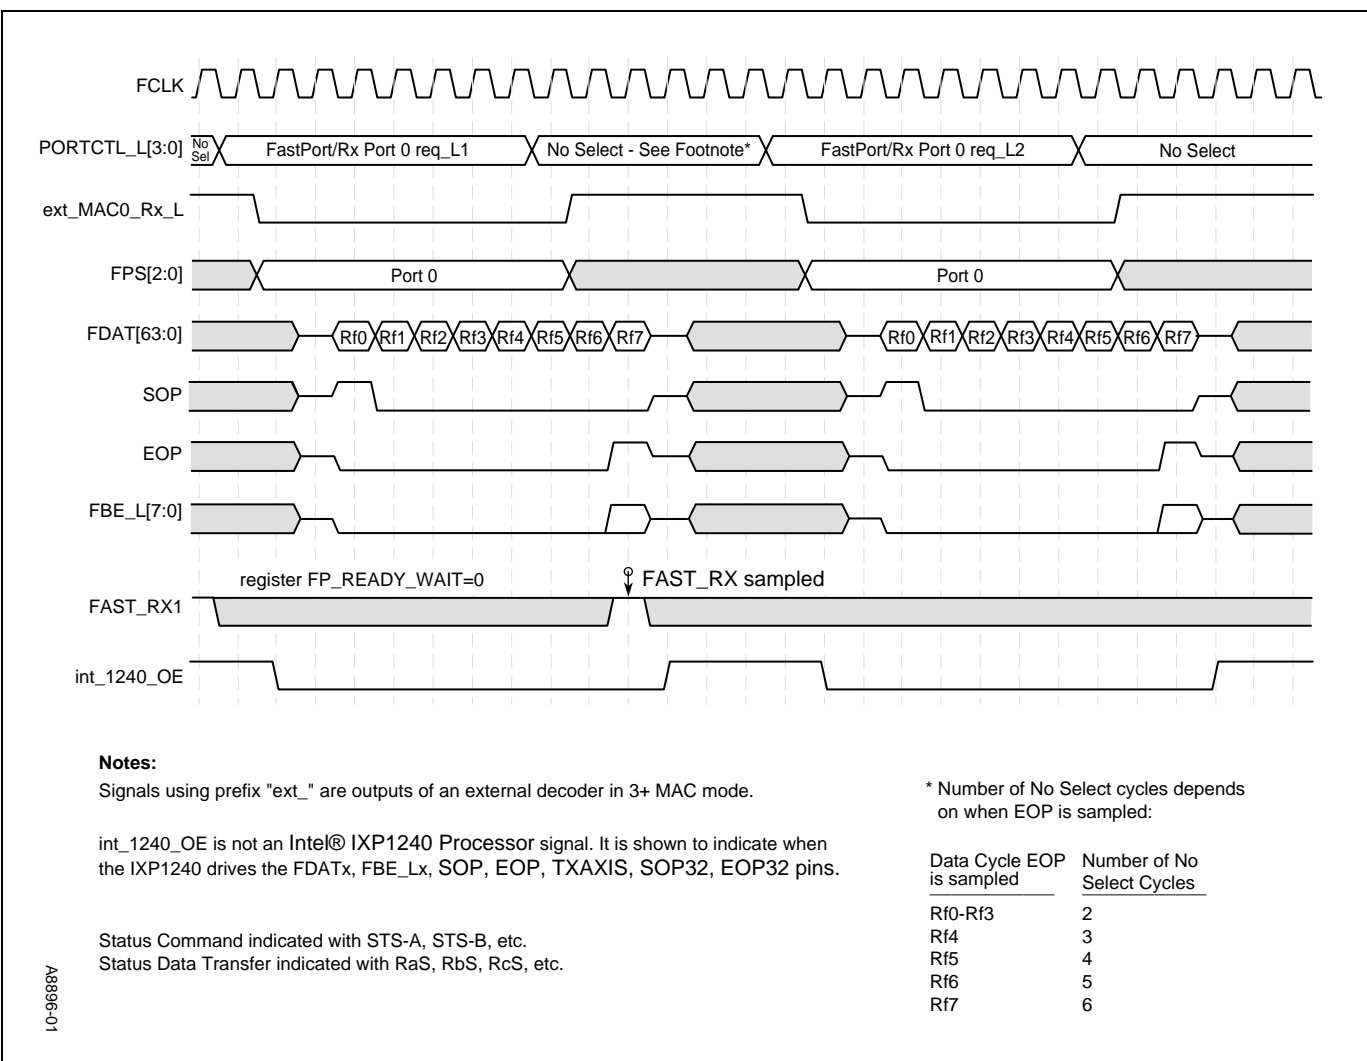 FCLK
PORTCTL_L[3:0] No Sel FastPort/Rx Port 0 req_L1 No Select - See Footnote* FastPort/Rx Port 0 req_L2 No Select
ext_MAC0_Rx_L
FPS[2:0] Port 0 Port 0
FDAT[63:0] Rf0 Rf1 Rf2 Rf3 Rf4 Rf5 Rf6 Rf7 Rf0 Rf1 Rf2 Rf3 Rf4 Rf5 Rf6 Rf7
SOP
EOP
FBE_L[7:0]
register FP_READY_WAIT=0 FAST_RX sampled
FAST_RX1
int_1240_OE
Notes:
Signals using prefix "ext_" are outputs of an external decoder in 3+ MAC mode.
int_1240_OE is not an Intel® IXP1240 Processor signal. It is shown to indicate when
the IXP1240 drives the FDATx, FBE_Lx, SOP, EOP, TXAXIS, SOP32, EOP32 pins.
Status Command indicated with STS-A, STS-B, etc.
Status Data Transfer indicated with RaS, RbS, RcS, etc.
* Number of No Select cycles depends
on when EOP is sampled:
Data Cycle EOP Number of No
is sampled Select Cycles
Rf0-Rf3 2
Rf4 3
Rf5 4
Rf6 5
Rf7 6
A8896-01